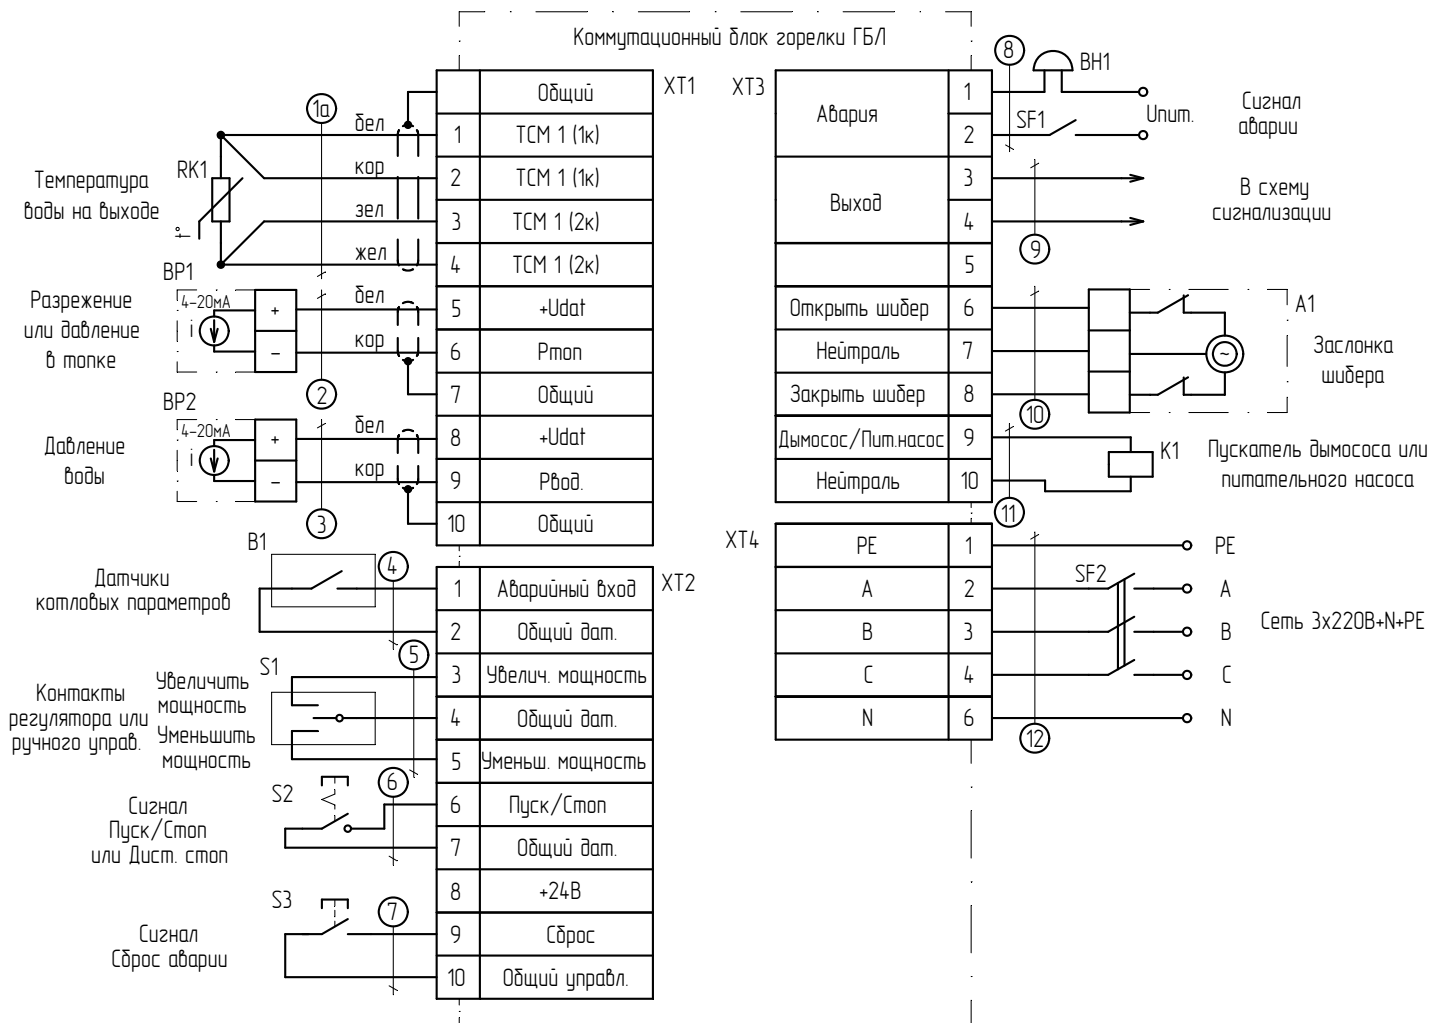 Коммутационный блок горелки ГБЛ
XT1
Общий
1 ТСМ 1 (1к)
2 ТСМ 1 (1к)
3 ТСМ 1 (2к)
4 ТСМ 1 (2к)
5 +Udat
6 Ртоп
7 Общий
8 +Udat
9 Рвод.
10 Общий
1а
бел
кор
зел
жел
RK1
t°
Температура
воды на выходе
BP1
4-20мА
i
+
−
бел
кор
2
Разрежение
или давление
в топке
BP2
4-20мА
i
+
−
бел
кор
3
Давление
воды
XT2
1 Аварийный вход
2 Общий дат.
3 Увелич. мощность
4 Общий дат.
5 Уменьш. мощность
6 Пуск/Стоп
7 Общий дат.
8 +24В
9 Сброс
10 Общий управл.
B1
4
Датчики
котловых параметров
S1
5
Увеличить
мощность
Уменьшить
мощность
Контакты
регулятора или
ручного управ.
S2
6
Сигнал
Пуск/Стоп
или Дист. стоп
S3
7
Сигнал
Сброс аварии
XT3
Авария
1
2
Выход
3
4
5
Открыть шибер 6
Нейтраль 7
Закрыть шибер 8
Дымосос/Пит.насос 9
Нейтраль 10
8
BH1
SF1
Uпит.
Сигнал
аварии
9
В схему
сигнализации
10
A1
~
Заслонка
шибера
11
K1
Пускатель дымососа или
питательного насоса
XT4
PE 1
A 2
B 3
C 4
N 6
SF2
12
PE
A
B
C
N
Сеть 3х220В+N+PE